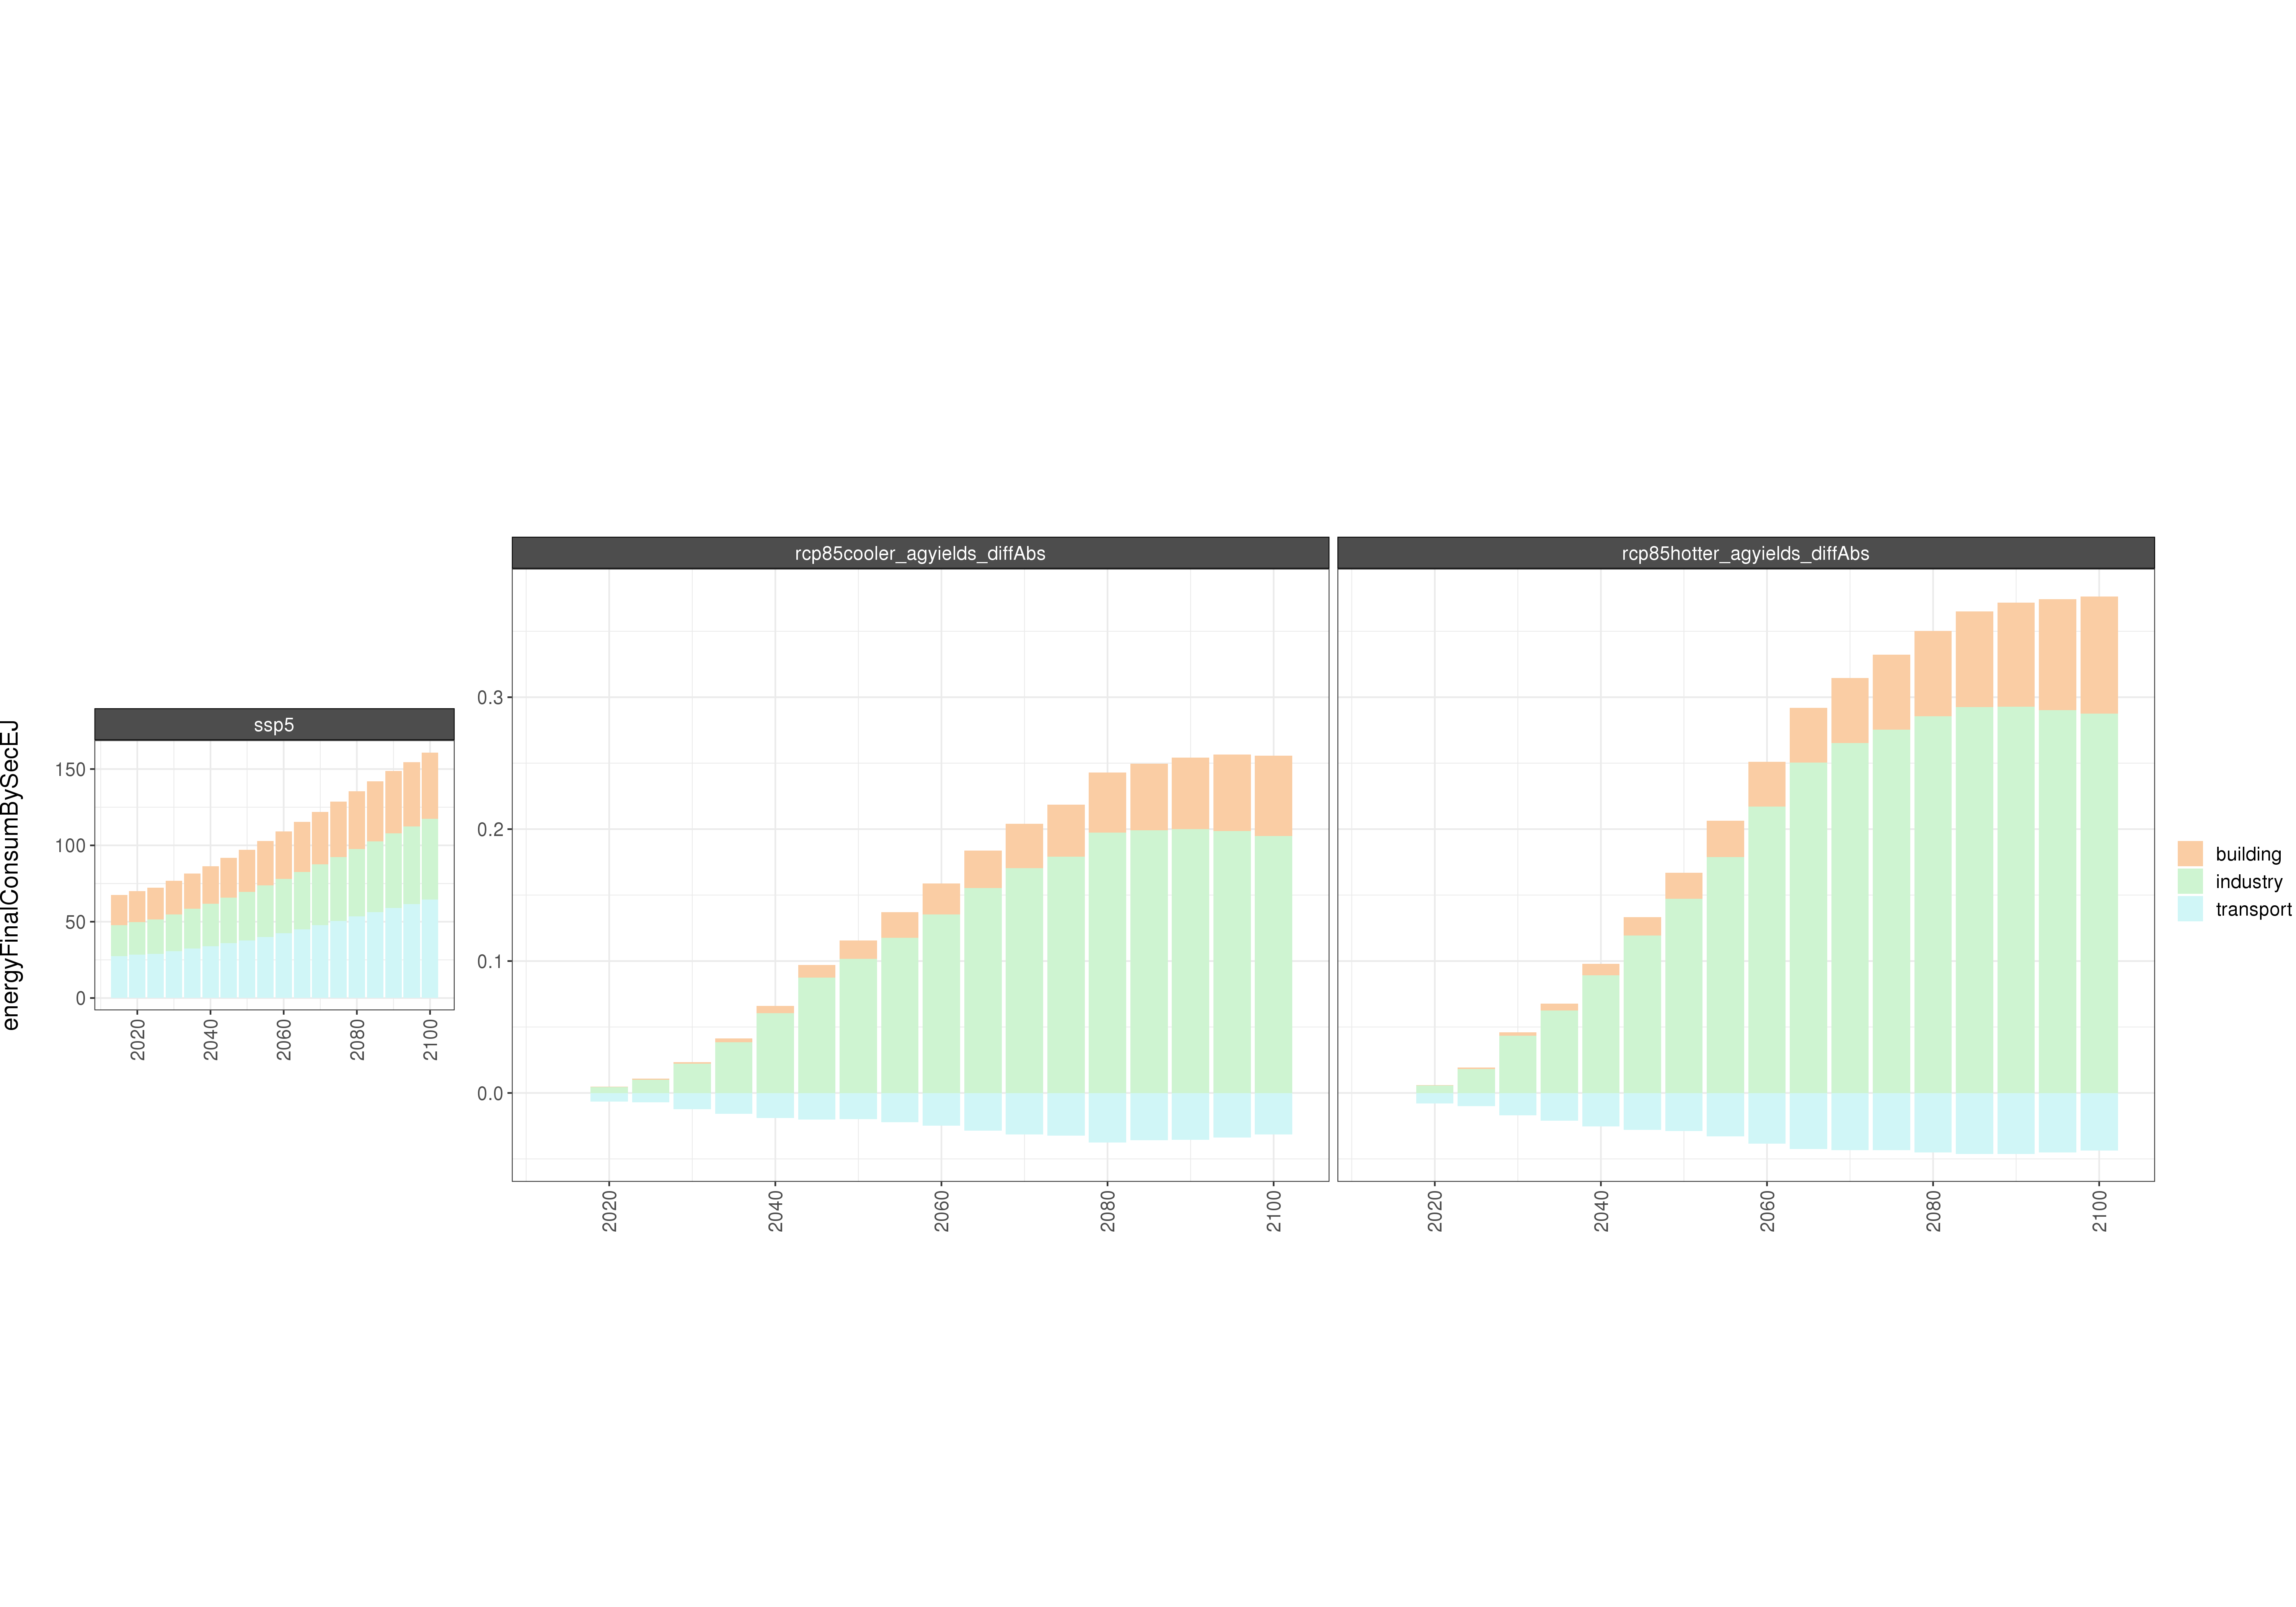 energyFinalConsumBySecEJ
ssp5
150
100
50
0
2020 2040 2060 2080 2100
rcp85cooler_agyields_diffAbs
0.3
0.2
0.1
0.0
2020 2040 2060 2080 2100
rcp85hotter_agyields_diffAbs
2020 2040 2060 2080 2100
building
industry
transport